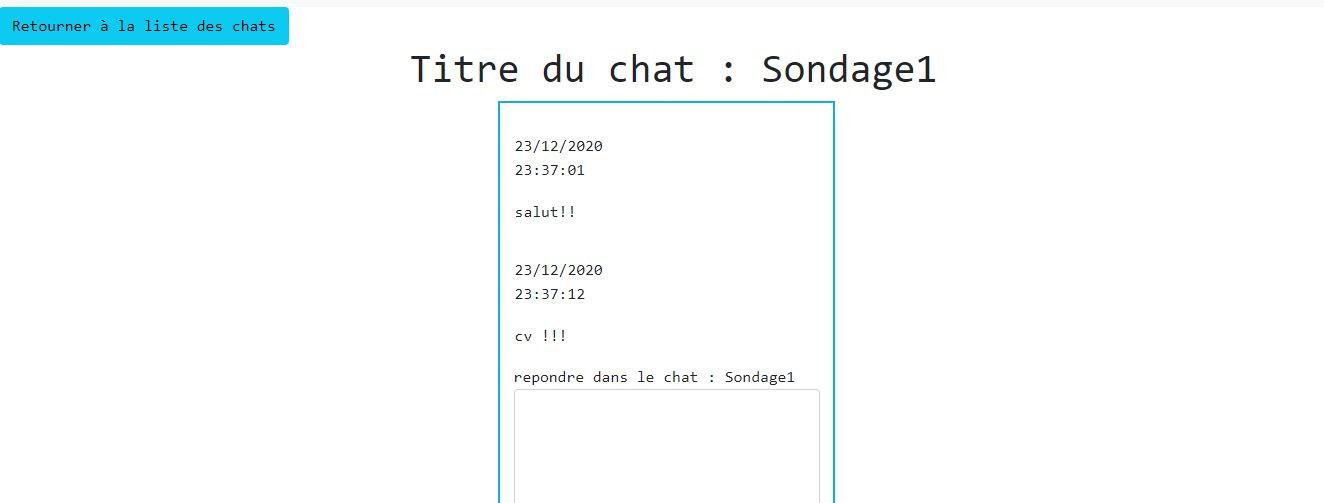 Retourner à la liste des chats
Titre du chat : Sondage1
23/12/2020
23:37:01
salut!!
23/12/2020
23:37:12
cv !!!
repondre dans le chat : Sondage1